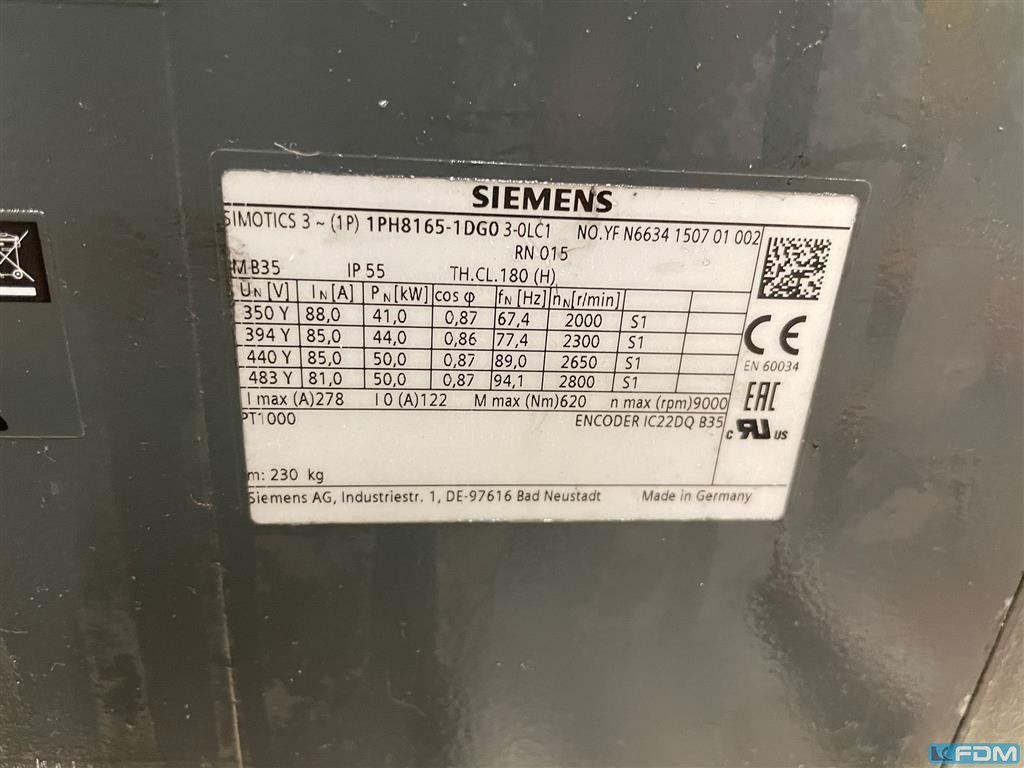 SIEMENS
SIMOTICS 3 ~ (1P) 1PH8165-1DG0 3-0LC1 NO.YF N6634 1507 01 002
RN 015
IM B35 IP 55 TH.CL.180 (H)
UN [V] IN [A] PN [kW] cos φ fN [Hz] nN [r/min]
350 Y 88,0 41,0 0,87 67,4 2000 S1
394 Y 85,0 44,0 0,86 77,4 2300 S1
440 Y 85,0 50,0 0,87 89,0 2650 S1
483 Y 81,0 50,0 0,87 94,1 2800 S1
I max (A)278 I 0 (A)122 M max (Nm)620 n max (rpm)9000
PT1000 ENCODER IC22DQ B35
m: 230 kg
Siemens AG, Industriestr. 1, DE-97616 Bad Neustadt Made in Germany
CE
EN 60034
EAC
c RU US
FDM